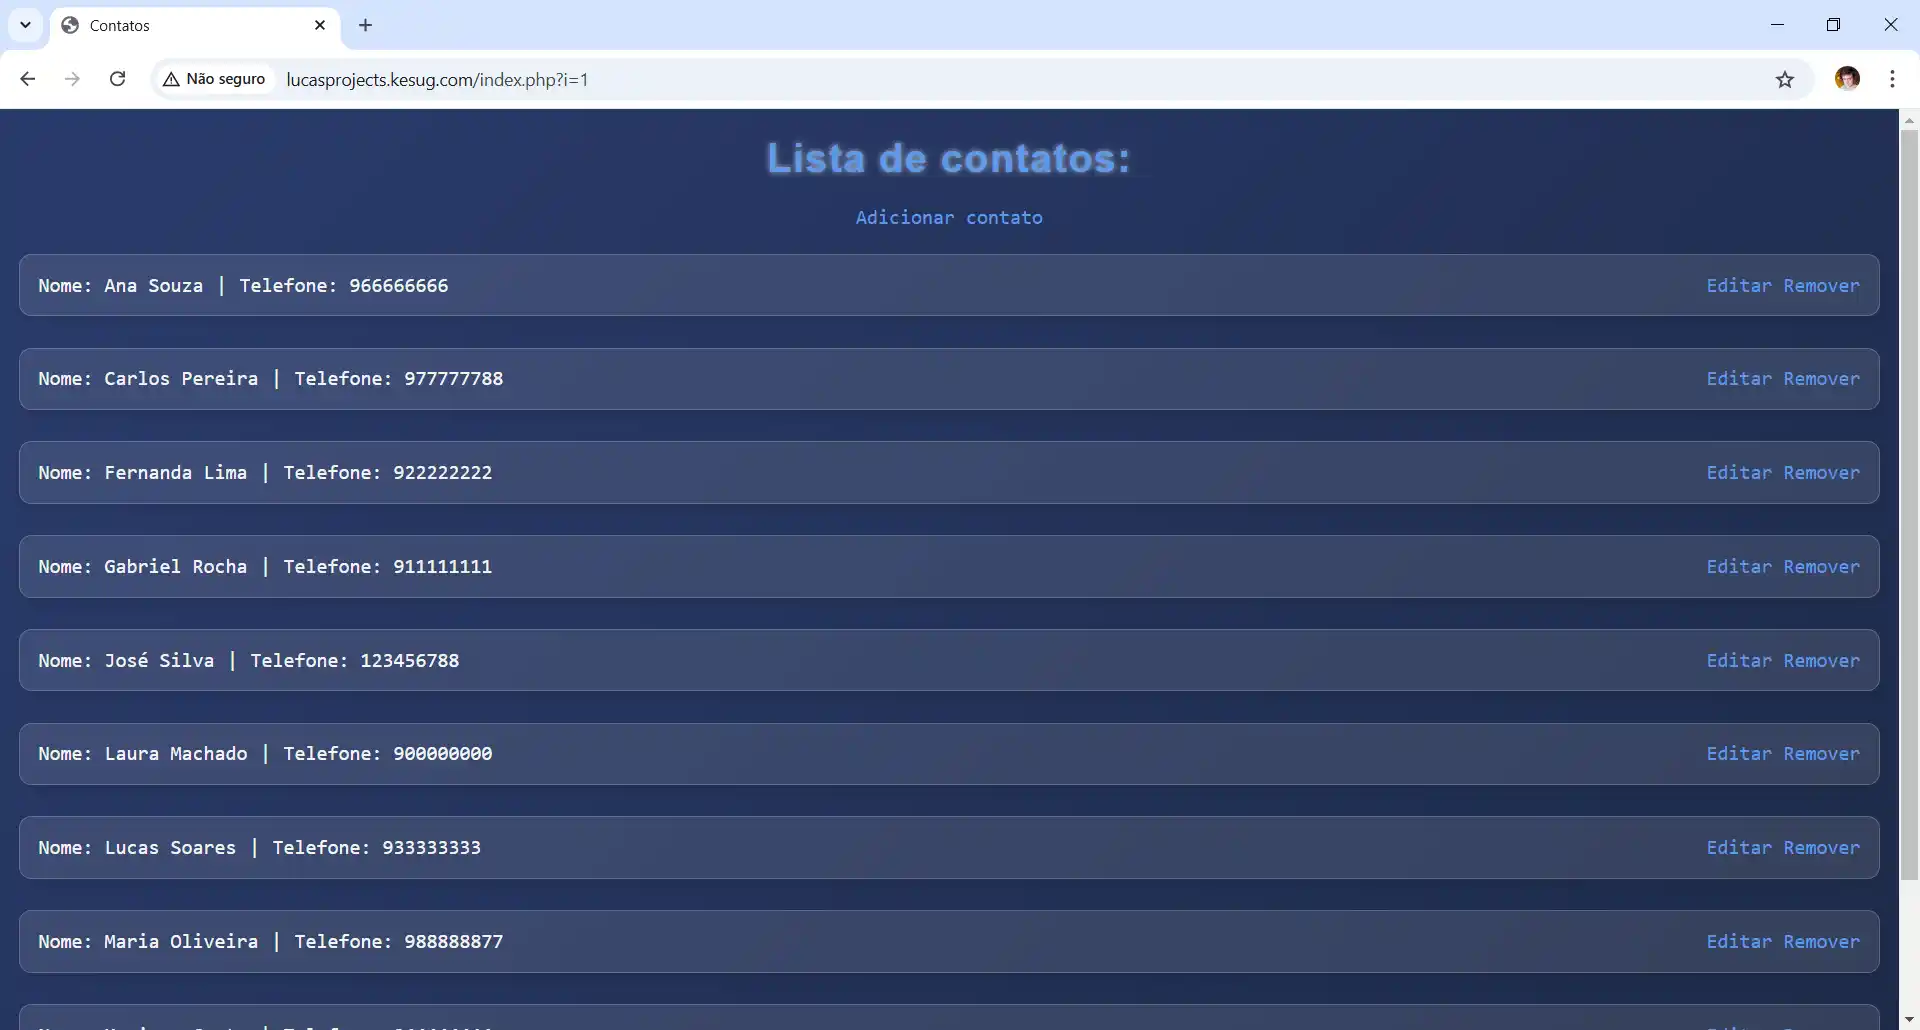 Contatos
Não seguro lucasprojects.kesug.com/index.php?i=1
Lista de contatos:
Adicionar contato
Nome: Ana Souza | Telefone: 966666666 Editar Remover
Nome: Carlos Pereira | Telefone: 977777788 Editar Remover
Nome: Fernanda Lima | Telefone: 922222222 Editar Remover
Nome: Gabriel Rocha | Telefone: 911111111 Editar Remover
Nome: José Silva | Telefone: 123456788 Editar Remover
Nome: Laura Machado | Telefone: 900000000 Editar Remover
Nome: Lucas Soares | Telefone: 933333333 Editar Remover
Nome: Maria Oliveira | Telefone: 988888877 Editar Remover